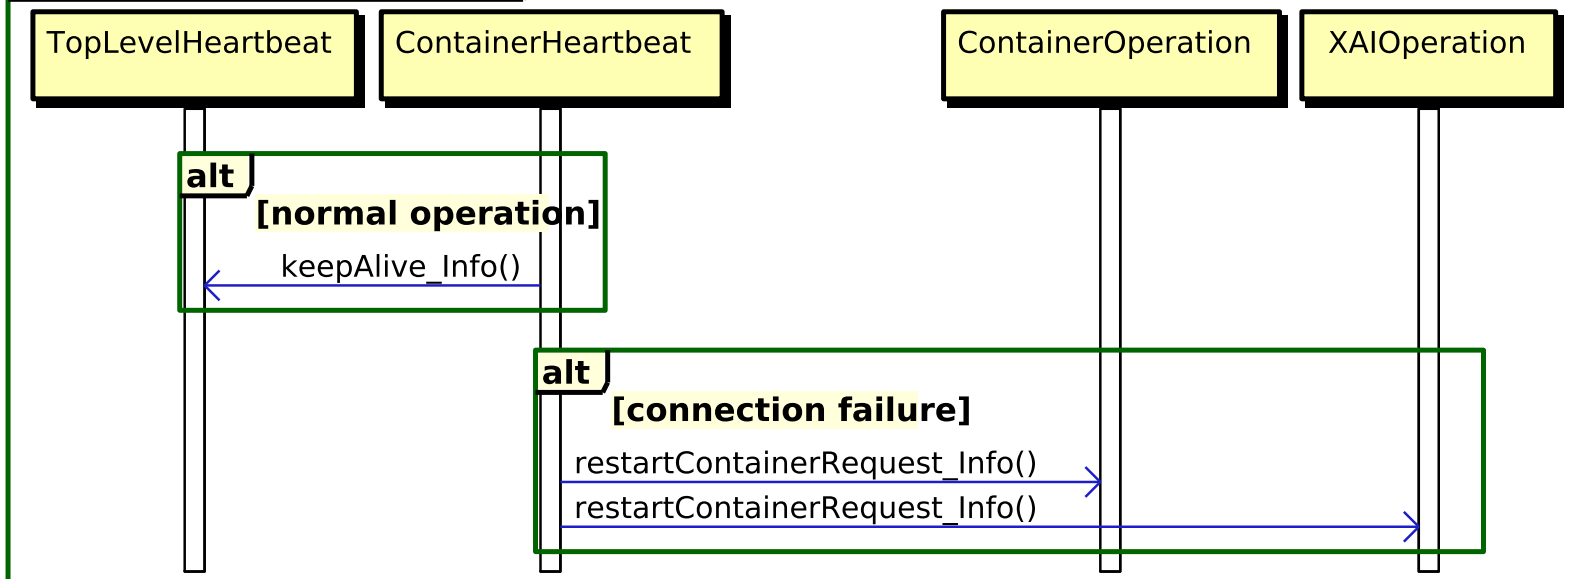 TopLevelHeartbeat
ContainerHeartbeat
ContainerOperation
XAIOperation
alt
[normal operation]
keepAlive_Info()
alt
[connection failure]
restartContainerRequest_Info()
restartContainerRequest_Info()